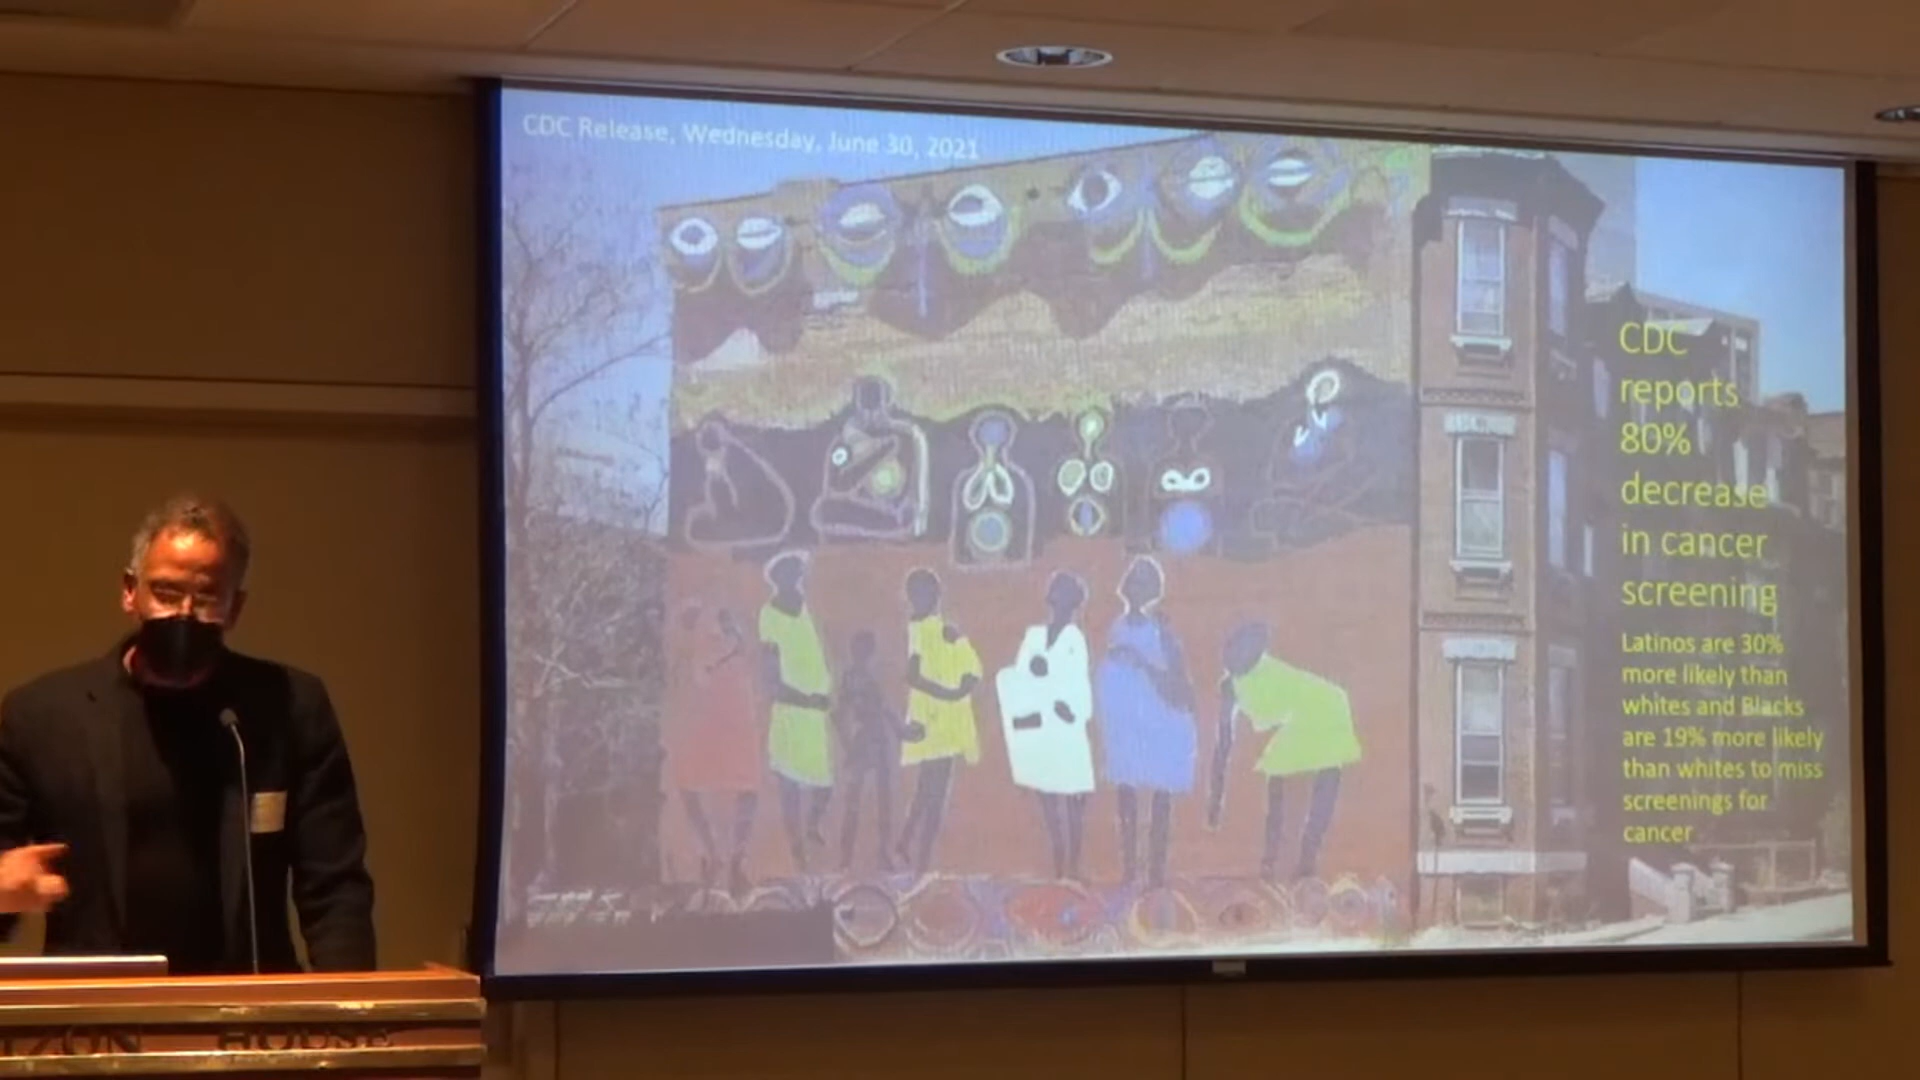 CDC Release, Wednesday, June 30, 2021
CDC
reports
80%
decrease
in cancer
screening
Latinos are 30%
more likely than
whites and Blacks
are 19% more likely
than whites to miss
screenings for
cancer
HOUSE